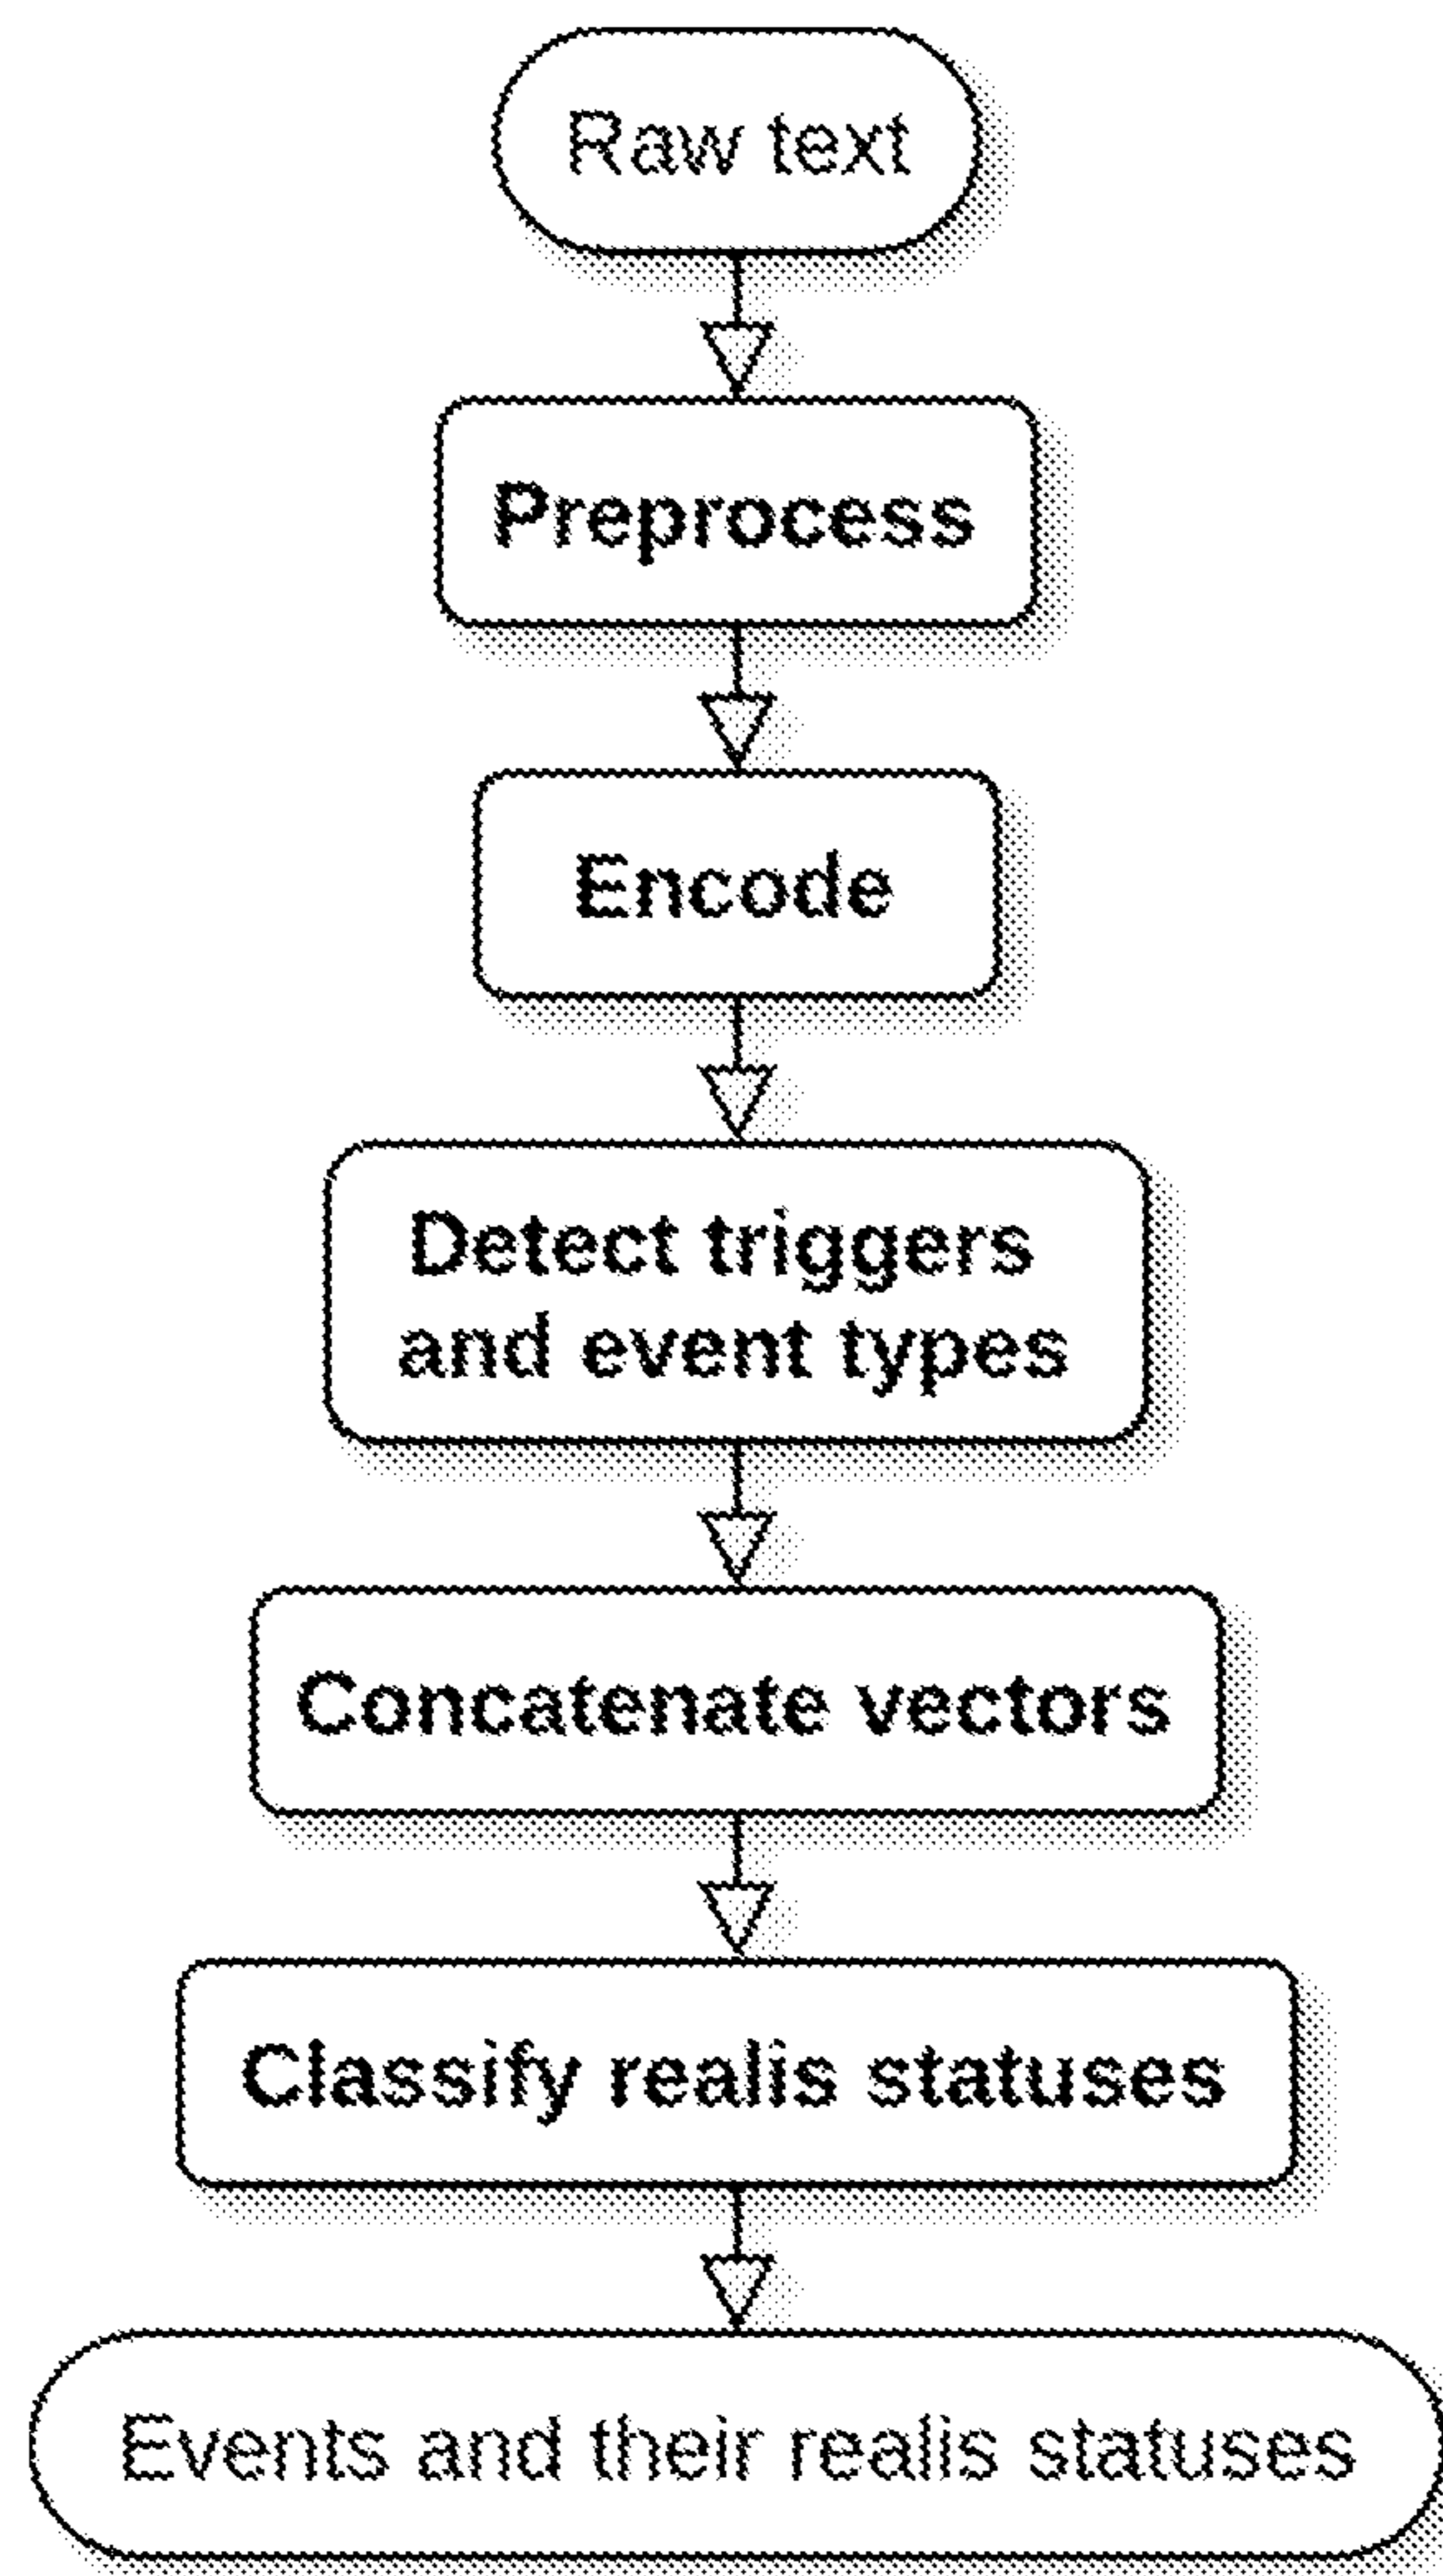 Raw text
Preprocess
Encode
Detect triggers
and event types
Concatenate vectors
Classify realis statuses
Events and their realis statuses